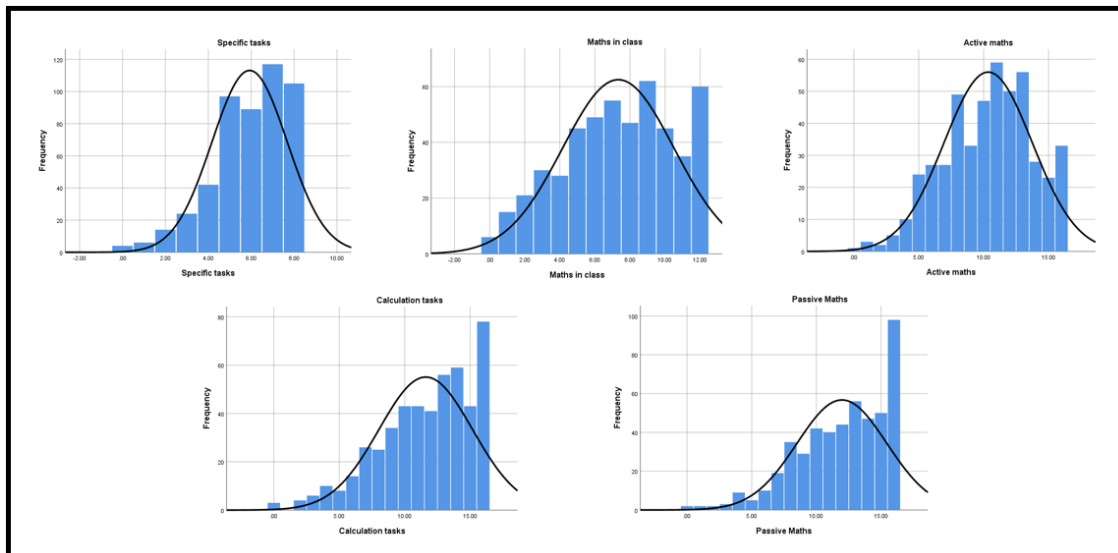 Specific tasks
120
100
80
60
40
20
0
Frequency
-2.00 .00 2.00 4.00 6.00 8.00 10.00
Specific tasks
Maths in class
60
40
20
0
Frequency
-2.00 .00 2.00 4.00 6.00 8.00 10.00 12.00
Maths in class
Active maths
60
50
40
30
20
10
0
Frequency
.00 5.00 10.00 15.00
Active maths
Calculation tasks
80
60
40
20
0
Frequency
.00 5.00 10.00 15.00
Calculation tasks
Passive Maths
100
80
60
40
20
0
Frequency
.00 5.00 10.00 15.00
Passive Maths